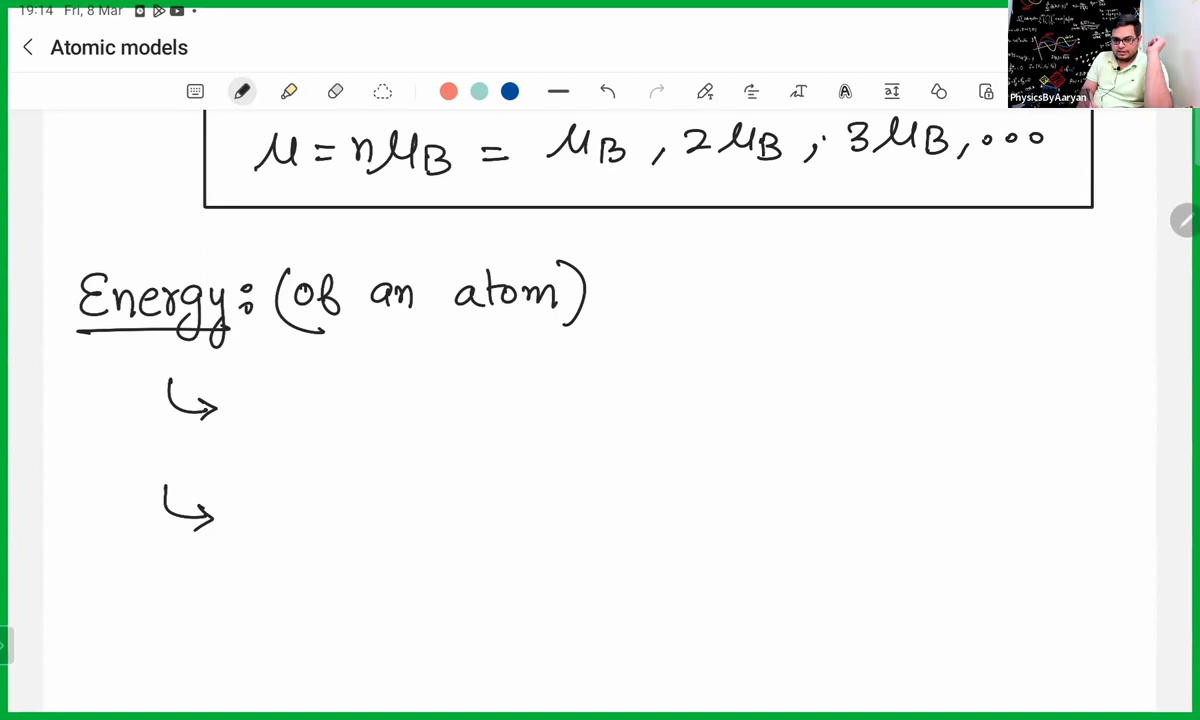 19:14 Fri, 8 Mar
Atomic models
PhysicsByAaryan
μ = nμB = μB , 2μB , 3μB, ...
Energy: (of an atom)